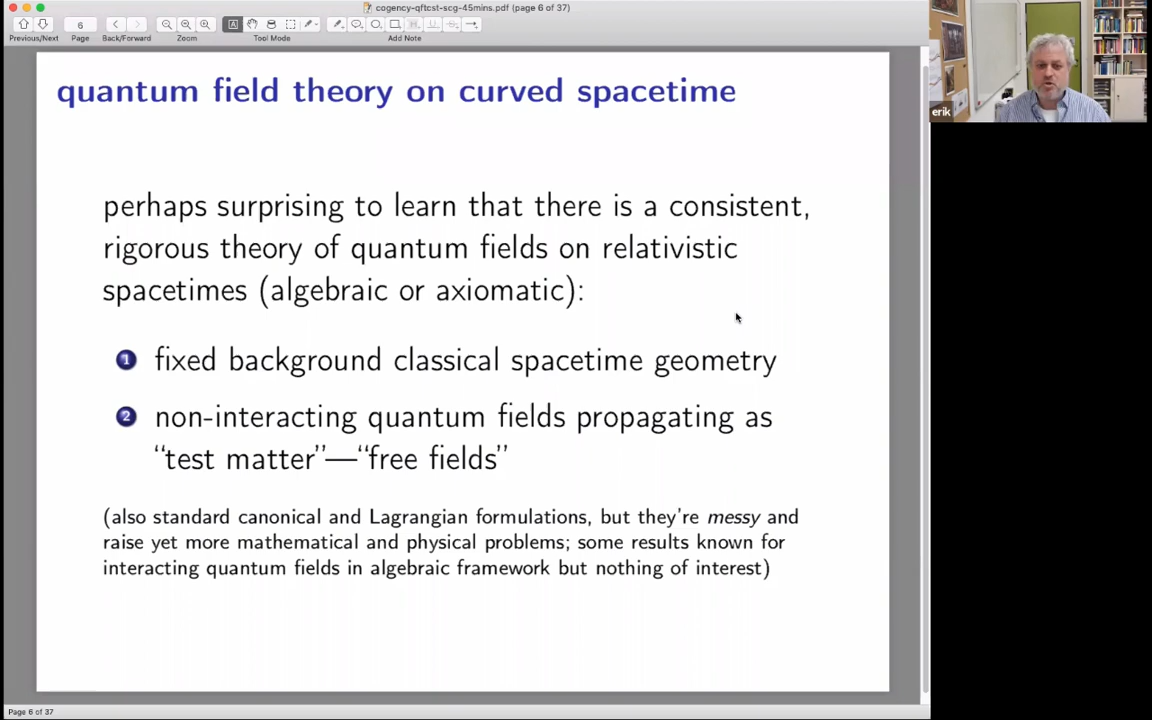 cogency-qftcst-scg-45mins.pdf (page 6 of 37)
6
Previous/Next Page Back/Forward Zoom Tool Mode Add Note
erik
quantum field theory on curved spacetime
perhaps surprising to learn that there is a consistent,
rigorous theory of quantum fields on relativistic
spacetimes (algebraic or axiomatic):
1 fixed background classical spacetime geometry
2 non-interacting quantum fields propagating as
“test matter”—“free fields”
(also standard canonical and Lagrangian formulations, but they’re messy and
raise yet more mathematical and physical problems; some results known for
interacting quantum fields in algebraic framework but nothing of interest)
Page 6 of 37